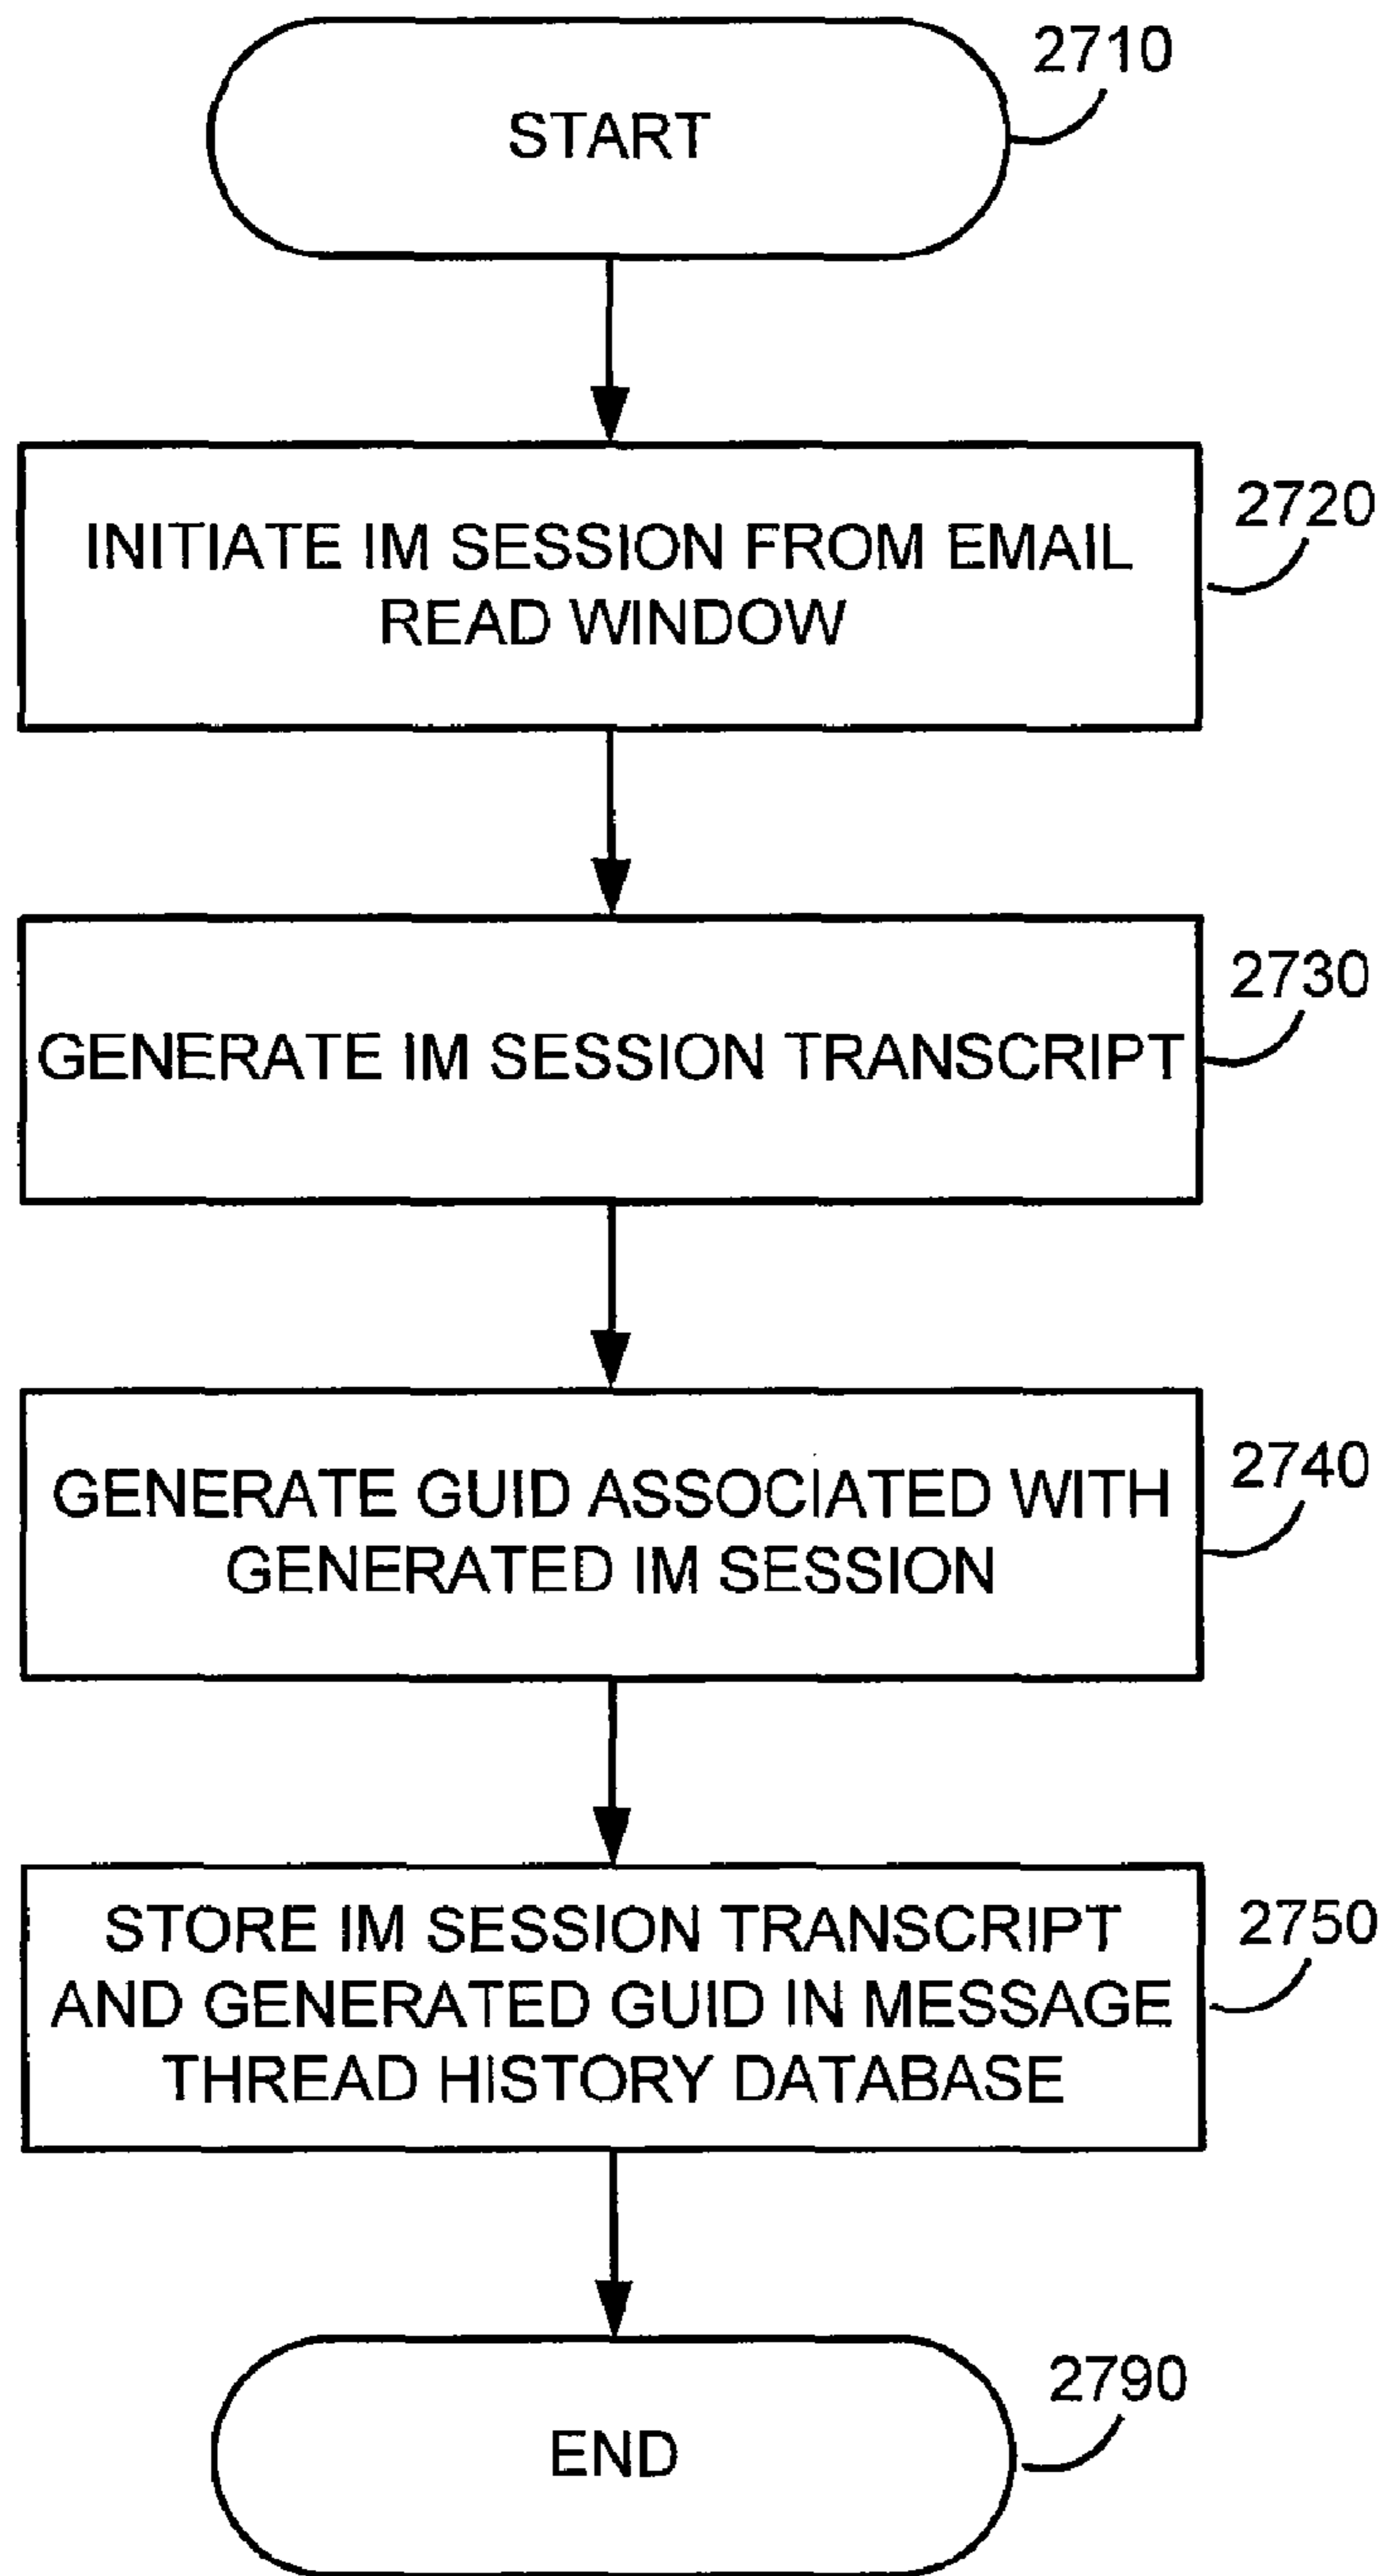 2710
START
2720
INITIATE IM SESSION FROM EMAIL
READ WINDOW
2730
GENERATE IM SESSION TRANSCRIPT
2740
GENERATE GUID ASSOCIATED WITH
GENERATED IM SESSION
2750
STORE IM SESSION TRANSCRIPT
AND GENERATED GUID IN MESSAGE
THREAD HISTORY DATABASE
2790
END